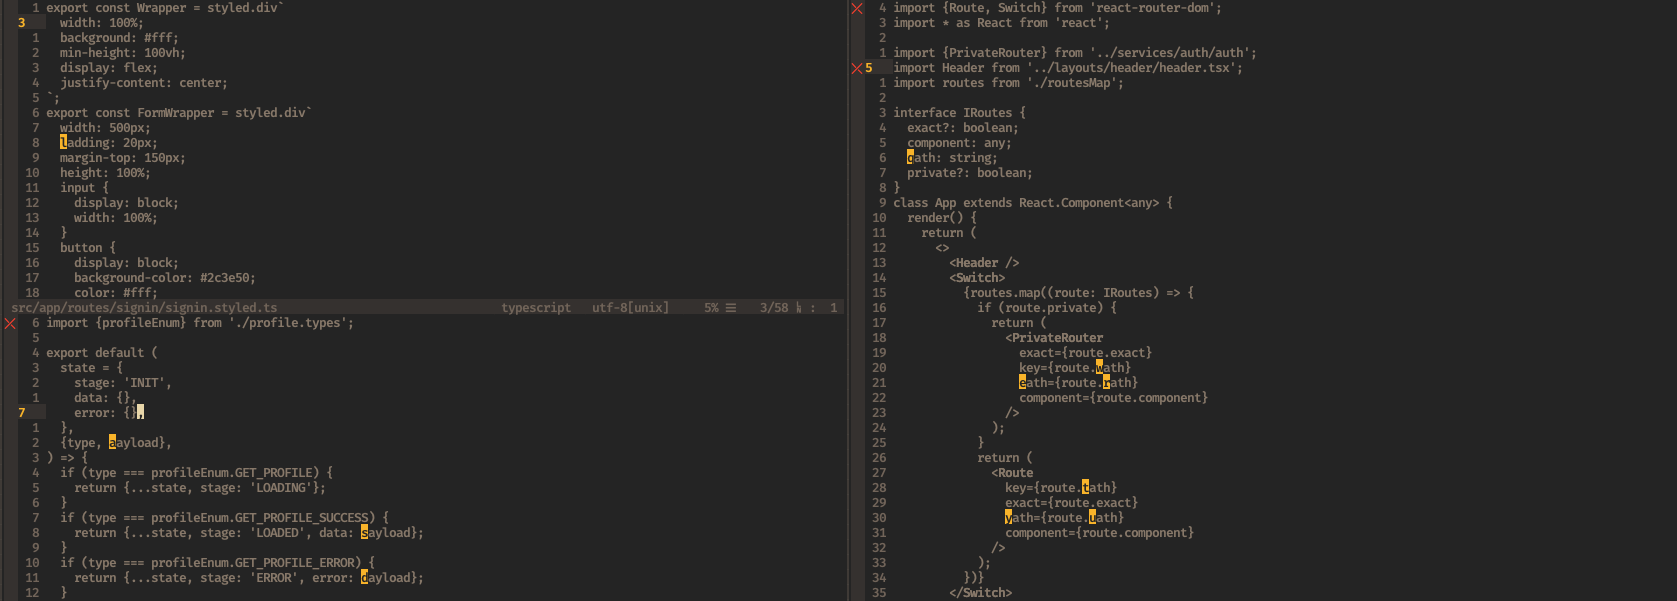 1 export const Wrapper = styled.div`
3 width: 100%;
1 background: #fff;
2 min-height: 100vh;
3 display: flex;
4 justify-content: center;
5 `;
6 export const FormWrapper = styled.div`
7 width: 500px;
8 ladding: 20px;
9 margin-top: 150px;
10 height: 100%;
11 input {
12 display: block;
13 width: 100%;
14 }
15 button {
16 display: block;
17 background-color: #2c3e50;
18 color: #fff;
src/app/routes/signin/signin.styled.ts typescript utf-8[unix] 5% ☰ 3/58 : 1
6 import {profileEnum} from './profile.types';
5
4 export default (
3 state = {
2 stage: 'INIT',
1 data: {},
7 error: {},
1 },
2 {type, aayload},
3 ) => {
4 if (type === profileEnum.GET_PROFILE) {
5 return {...state, stage: 'LOADING'};
6 }
7 if (type === profileEnum.GET_PROFILE_SUCCESS) {
8 return {...state, stage: 'LOADED', data: sayload};
9 }
10 if (type === profileEnum.GET_PROFILE_ERROR) {
11 return {...state, stage: 'ERROR', error: dayload};
12 }
4 import {Route, Switch} from 'react-router-dom';
3 import * as React from 'react';
2
1 import {PrivateRouter} from '../services/auth/auth';
5 import Header from '../layouts/header/header.tsx';
1 import routes from './routesMap';
2
3 interface IRoutes {
4 exact?: boolean;
5 component: any;
6 qath: string;
7 private?: boolean;
8 }
9 class App extends React.Component<any> {
10 render() {
11 return (
12 <>
13 <Header />
14 <Switch>
15 {routes.map((route: IRoutes) => {
16 if (route.private) {
17 return (
18 <PrivateRouter
19 exact={route.exact}
20 key={route.wath}
21 eath={route.rath}
22 component={route.component}
23 />
24 );
25 }
26 return (
27 <Route
28 key={route.tath}
29 exact={route.exact}
30 yath={route.uath}
31 component={route.component}
32 />
33 );
34 })}
35 </Switch>